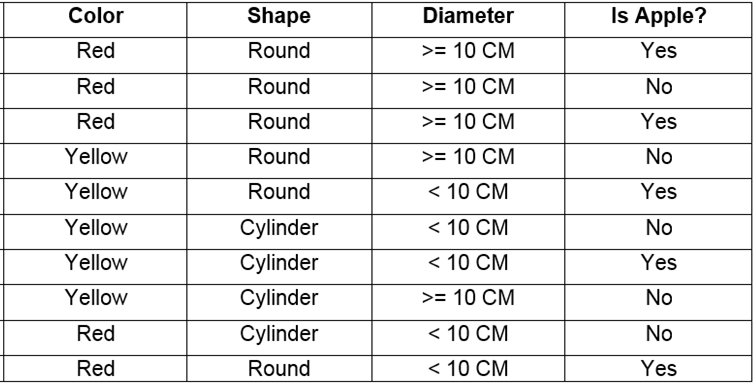 Color Shape Diameter Is Apple?
Red Round >= 10 CM Yes
Red Round >= 10 CM No
Red Round >= 10 CM Yes
Yellow Round >= 10 CM No
Yellow Round < 10 CM Yes
Yellow Cylinder < 10 CM No
Yellow Cylinder < 10 CM Yes
Yellow Cylinder >= 10 CM No
Red Cylinder < 10 CM No
Red Round < 10 CM Yes